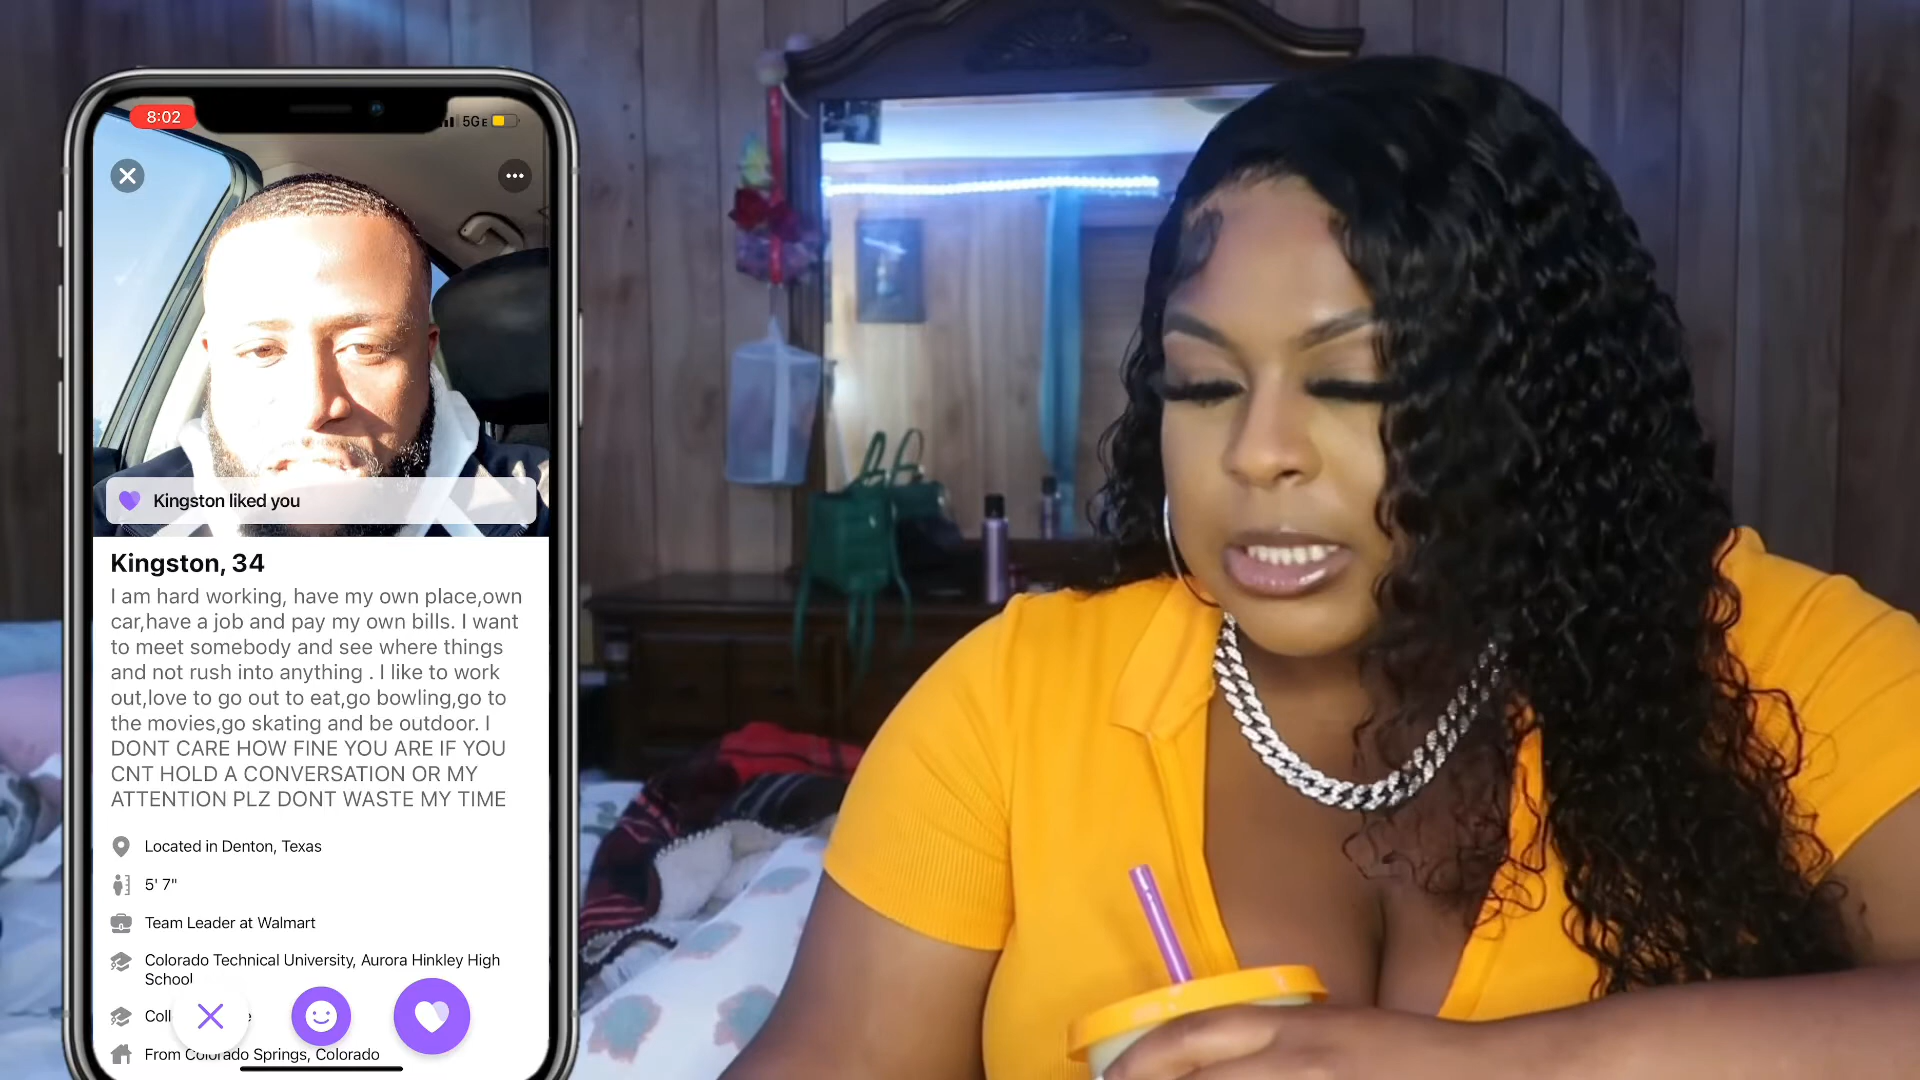 8:02
5GE
Kingston liked you
Kingston, 34
I am hard working, have my own place,own
car,have a job and pay my own bills. I want
to meet somebody and see where things
and not rush into anything . I like to work
out,love to go out to eat,go bowling,go to
the movies,go skating and be outdoor. I
DONT CARE HOW FINE YOU ARE IF YOU
CNT HOLD A CONVERSATION OR MY
ATTENTION PLZ DONT WASTE MY TIME
Located in Denton, Texas
5' 7"
Team Leader at Walmart
Colorado Technical University, Aurora Hinkley High
School
From Colorado Springs, Colorado